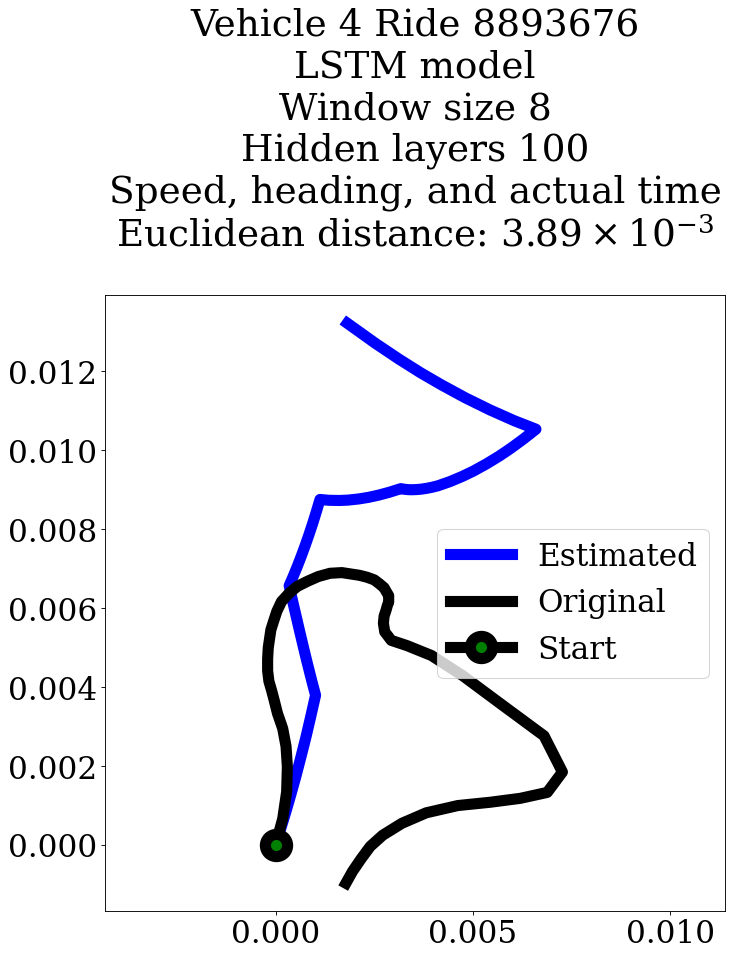 Vehicle 4 Ride 8893676
LSTM model
Window size 8
Hidden layers 100
Speed, heading, and actual time
Euclidean distance: 3.89 × 10⁻³
0.012
0.010
0.008
0.006
0.004
0.002
0.000
Estimated
Original
Start
0.000 0.005 0.010